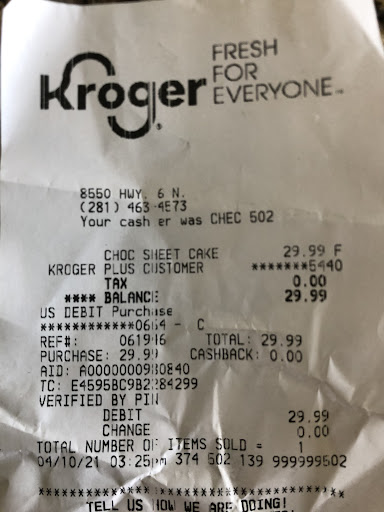 Kroger
FRESH
FOR
EVERYONE™
8550 HWY. 6 N.
(281) 463-4573
Your cash er was CHEC 502
CHOC SHEET CAKE 29.99 F
KROGER PLUS CUSTOMER *******5440
TAX 0.00
**** BALANCE 29.99
US DEBIT Purchase
************0614 - C
REF#: 061916 TOTAL: 29.99
PURCHASE: 29.99 CASHBACK: 0.00
AID: A0000000980840
TC: E4595BC9B2284299
VERIFIED BY PIN
DEBIT 29.99
CHANGE 0.00
TOTAL NUMBER OF ITEMS SOLD = 1
04/10/21 03:25pm 374 502 139 999999502
TELL US HOW WE ARE DOING!